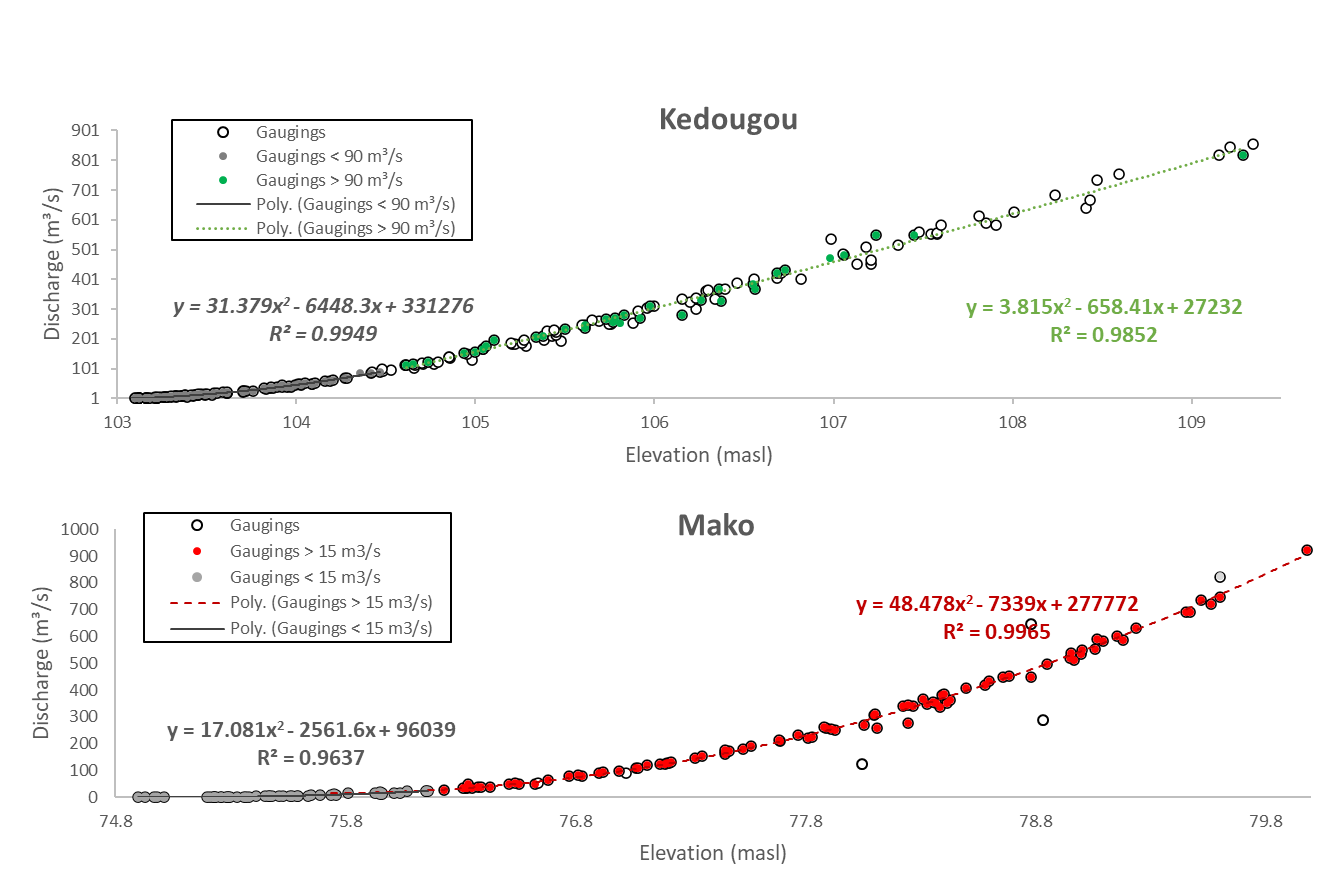 Kedougou
Gaugings
Gaugings < 90 m³/s
Gaugings > 90 m³/s
Poly. (Gaugings < 90 m³/s)
Poly. (Gaugings > 90 m³/s)
901
801
701
601
501
401
301
201
101
1
Discharge (m³/s)
y = 31.379x² - 6448.3x + 331276
R² = 0.9949
y = 3.815x² - 658.41x + 27232
R² = 0.9852
103 104 105 106 107 108 109
Elevation (masl)
Mako
Gaugings
Gaugings > 15 m3/s
Gaugings < 15 m3/s
Poly. (Gaugings > 15 m3/s)
Poly. (Gaugings < 15 m3/s)
1000
900
800
700
600
500
400
300
200
100
0
Discharge (m³/s)
y = 48.478x² - 7339x + 277772
R² = 0.9965
y = 17.081x² - 2561.6x + 96039
R² = 0.9637
74.8 75.8 76.8 77.8 78.8 79.8
Elevation (masl)